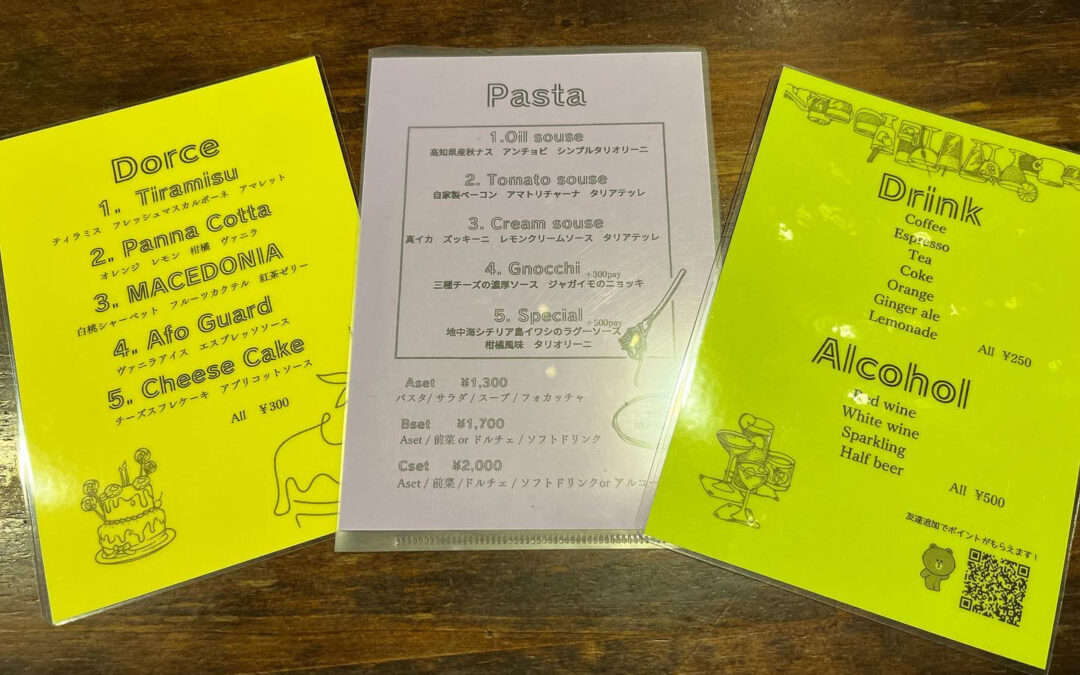 Dorce
1. Tiramisu
ティラミス フレッシュマスカルポーネ アマレット
2. Panna Cotta
オレンジ レモン 柑橘 ヴァニラ
3. MACEDONIA
白桃シャーベット フルーツカクテル 紅茶ゼリー
4. Afo Guard
ヴァニラアイス エスプレッソソース
5. Cheese Cake
チーズスフレケーキ アプリコットソース
All ¥300
Pasta
1.Oil souse
高知県産秋ナス アンチョビ シンプルタリオリーニ
2. Tomato souse
自家製ベーコン アマトリチャーナ タリアテッレ
3. Cream souse
真イカ ズッキーニ レモンクリームソース タリアテッレ
4. Gnocchi +300pay
三種チーズの濃厚ソース ジャガイモのニョッキ
5. Special +500pay
地中海シチリア島イワシのラグーソース
柑橘風味 タリオリーニ
Aset ¥1,300
パスタ/ サラダ / スープ / フォカッチャ
Bset ¥1,700
Aset / 前菜 or ドルチェ / ソフトドリンク
Cset ¥2,000
Aset / 前菜 /ドルチェ / ソフトドリンクor アルコー
Drink
Coffee
Espresso
Tea
Coke
Orange
Ginger ale
Lemonade
All ¥250
Alcohol
Red wine
White wine
Sparkling
Half beer
All ¥500
友達追加でポイントがもらえます!